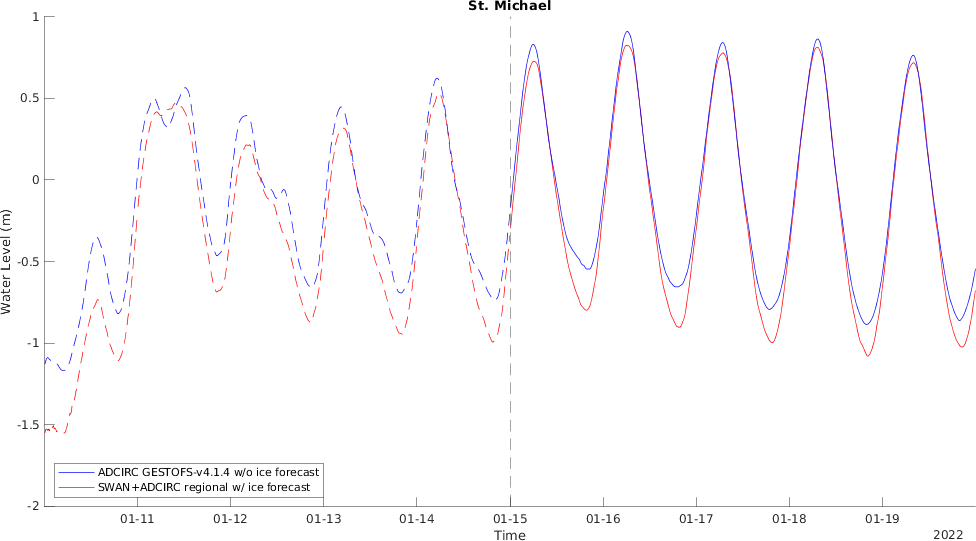 St. Michael
1
0.5
0
-0.5
-1
-1.5
-2
Water Level (m)
ADCIRC GESTOFS-v4.1.4 w/o ice forecast
SWAN+ADCIRC regional w/ ice forecast
01-11 01-12 01-13 01-14 01-15 01-16 01-17 01-18 01-19
Time
2022